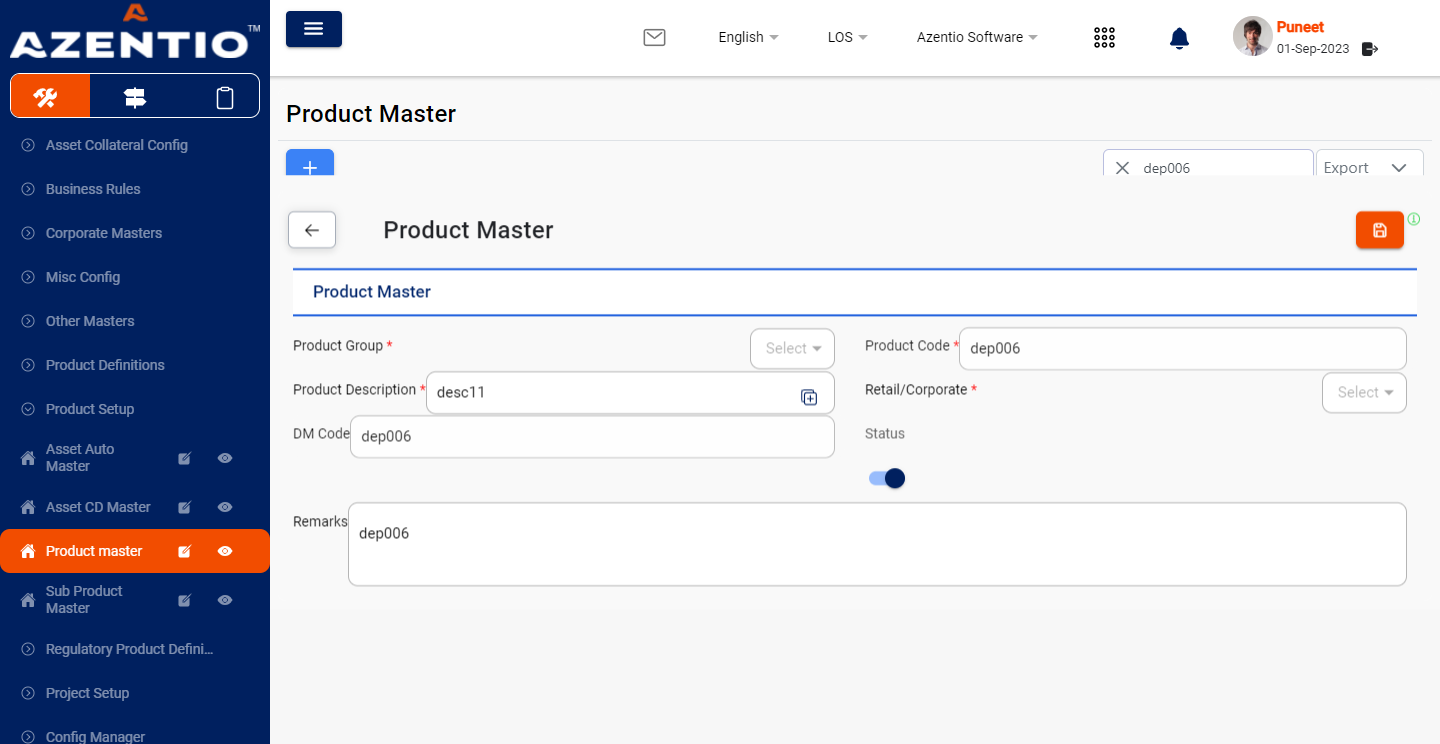 AZENTIO™
English
LOS
Azentio Software
Puneet
01-Sep-2023
Asset Collateral Config
Business Rules
Corporate Masters
Misc Config
Other Masters
Product Definitions
Product Setup
Asset Auto
Master
Asset CD Master
Product master
Sub Product
Master
Regulatory Product Defini...
Project Setup
Config Manager
Product Master
dep006
Export
Product Master
Product Master
Product Group *
Select
Product Code *
dep006
Product Description *
desc11
Retail/Corporate *
Select
DM Code
dep006
Status
Remarks
dep006